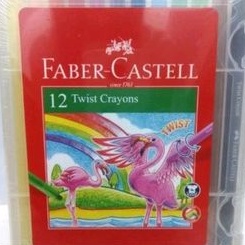 FABER-CASTELL
since 1761
12 Twist Crayons
TWIST